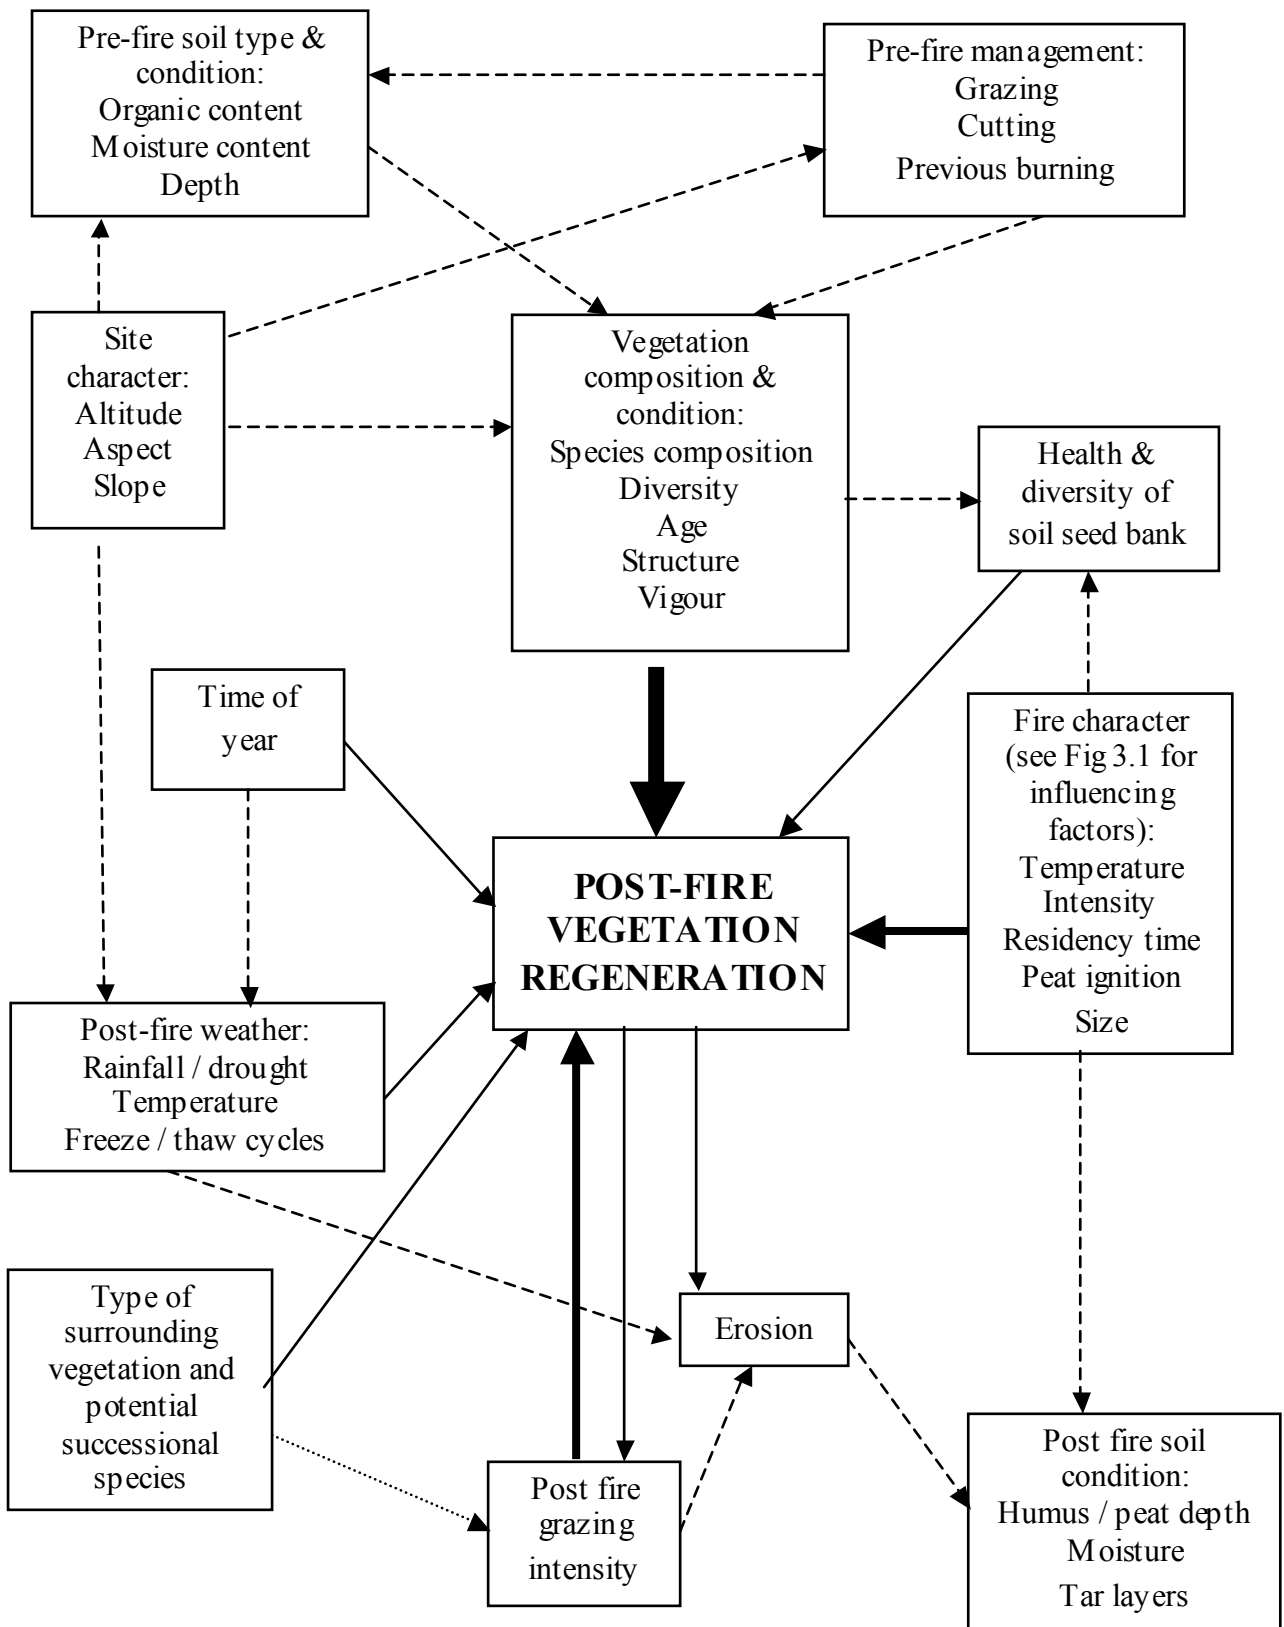 Pre-fire soil type &
condition:
Organic content
Moisture content
Depth
Pre-fire management:
Grazing
Cutting
Previous burning
Site
character:
Altitude
Aspect
Slope
Vegetation
composition &
condition:
Species composition
Diversity
Age
Structure
Vigour
Health &
diversity of
soil seed bank
Time of
year
Fire character
(see Fig 3.1 for
influencing
factors):
Temperature
Intensity
Residency time
Peat ignition
Size
POST-FIRE
VEGETATION
REGENERATION
Post-fire weather:
Rainfall / drought
Temperature
Freeze / thaw cycles
Type of
surrounding
vegetation and
potential
successional
species
Erosion
Post fire
grazing
intensity
Post fire soil
condition:
Humus / peat depth
Moisture
Tar layers